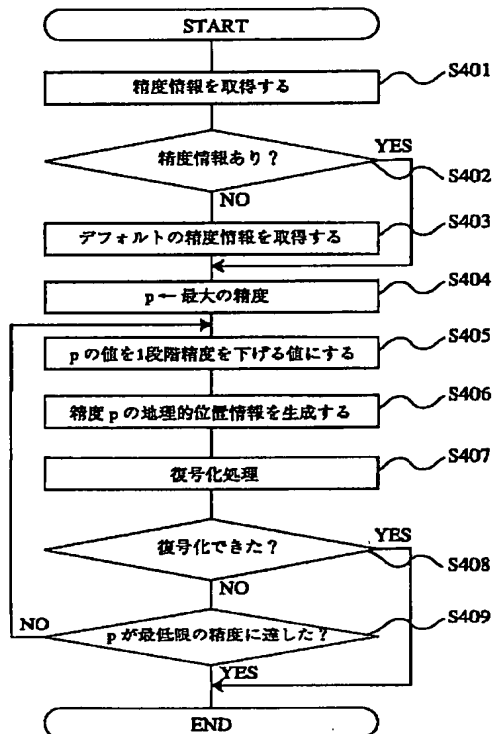 START
精度情報を取得する
S401
精度情報あり?
YES
S402
NO
デフォルトの精度情報を取得する
S403
p←最大の精度
S404
pの値を1段階精度を下げる値にする
S405
精度pの地理的位置情報を生成する
S406
復号化処理
S407
復号化できた?
YES
S408
NO
pが最低限の精度に達した?
NO
S409
YES
END